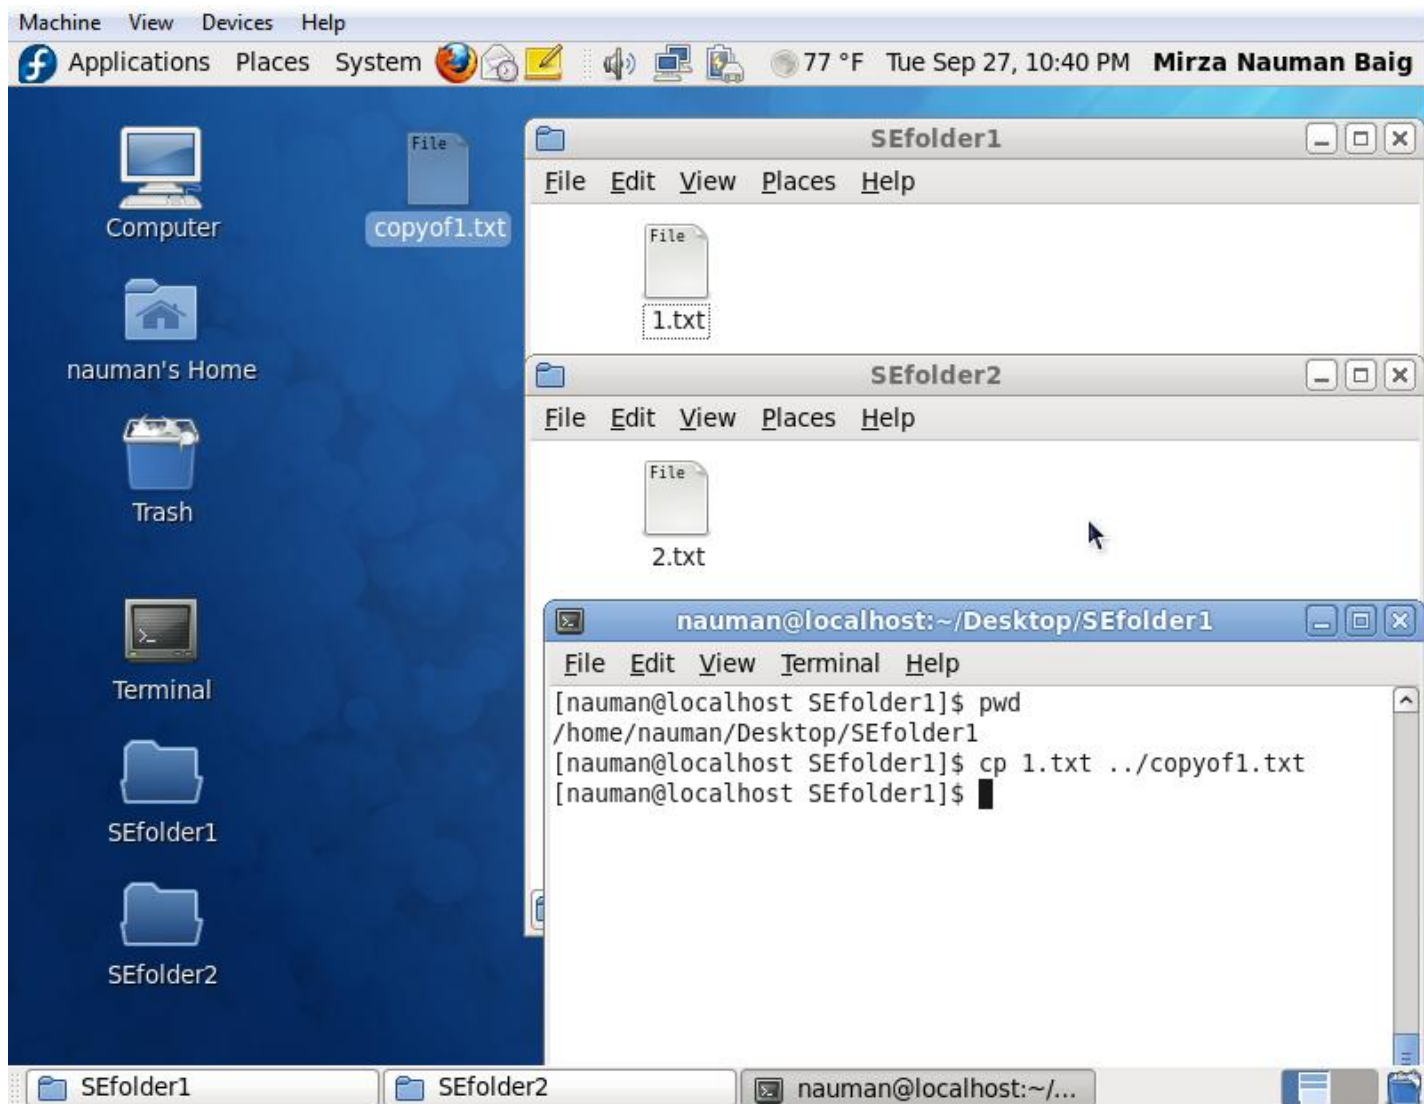 Machine View Devices Help
Applications Places System 77 °F Tue Sep 27, 10:40 PM Mirza Nauman Baig
Computer
File
copyof1.txt
nauman's Home
Trash
Terminal
SEfolder1
SEfolder2
SEfolder1
File Edit View Places Help
File
1.txt
SEfolder2
File Edit View Places Help
File
2.txt
nauman@localhost:~/Desktop/SEfolder1
File Edit View Terminal Help
[nauman@localhost SEfolder1]$ pwd
/home/nauman/Desktop/SEfolder1
[nauman@localhost SEfolder1]$ cp 1.txt ../copyof1.txt
[nauman@localhost SEfolder1]$
SEfolder1 SEfolder2 nauman@localhost:~/...